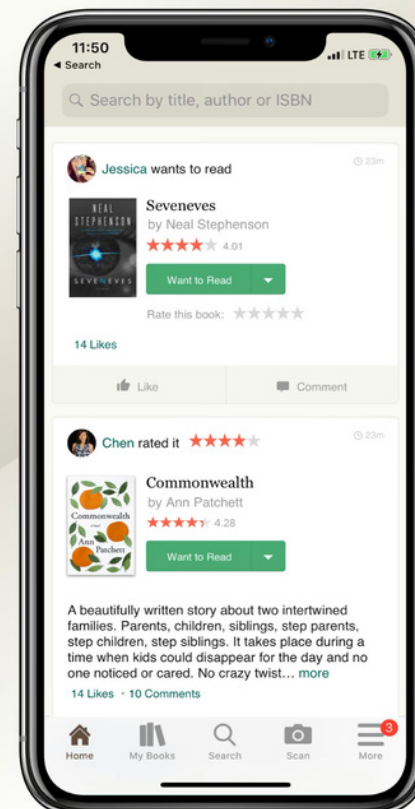 11:50
LTE
◄ Search
Search by title, author or ISBN
Jessica wants to read
23m
NEAL
STEPHENSON
SEVENEVES
Seveneves
by Neal Stephenson
4.01
Want to Read
Rate this book:
14 Likes
Like
Comment
Chen rated it
23m
Commonwealth
a novel
Ann
Patchett
Commonwealth
by Ann Patchett
4.28
Want to Read
A beautifully written story about two intertwined
families. Parents, children, siblings, step parents,
step children, step siblings. It takes place during a
time when kids could disappear for the day and no
one noticed or cared. No crazy twist… more
14 Likes · 10 Comments
3
Home
My Books
Search
Scan
More